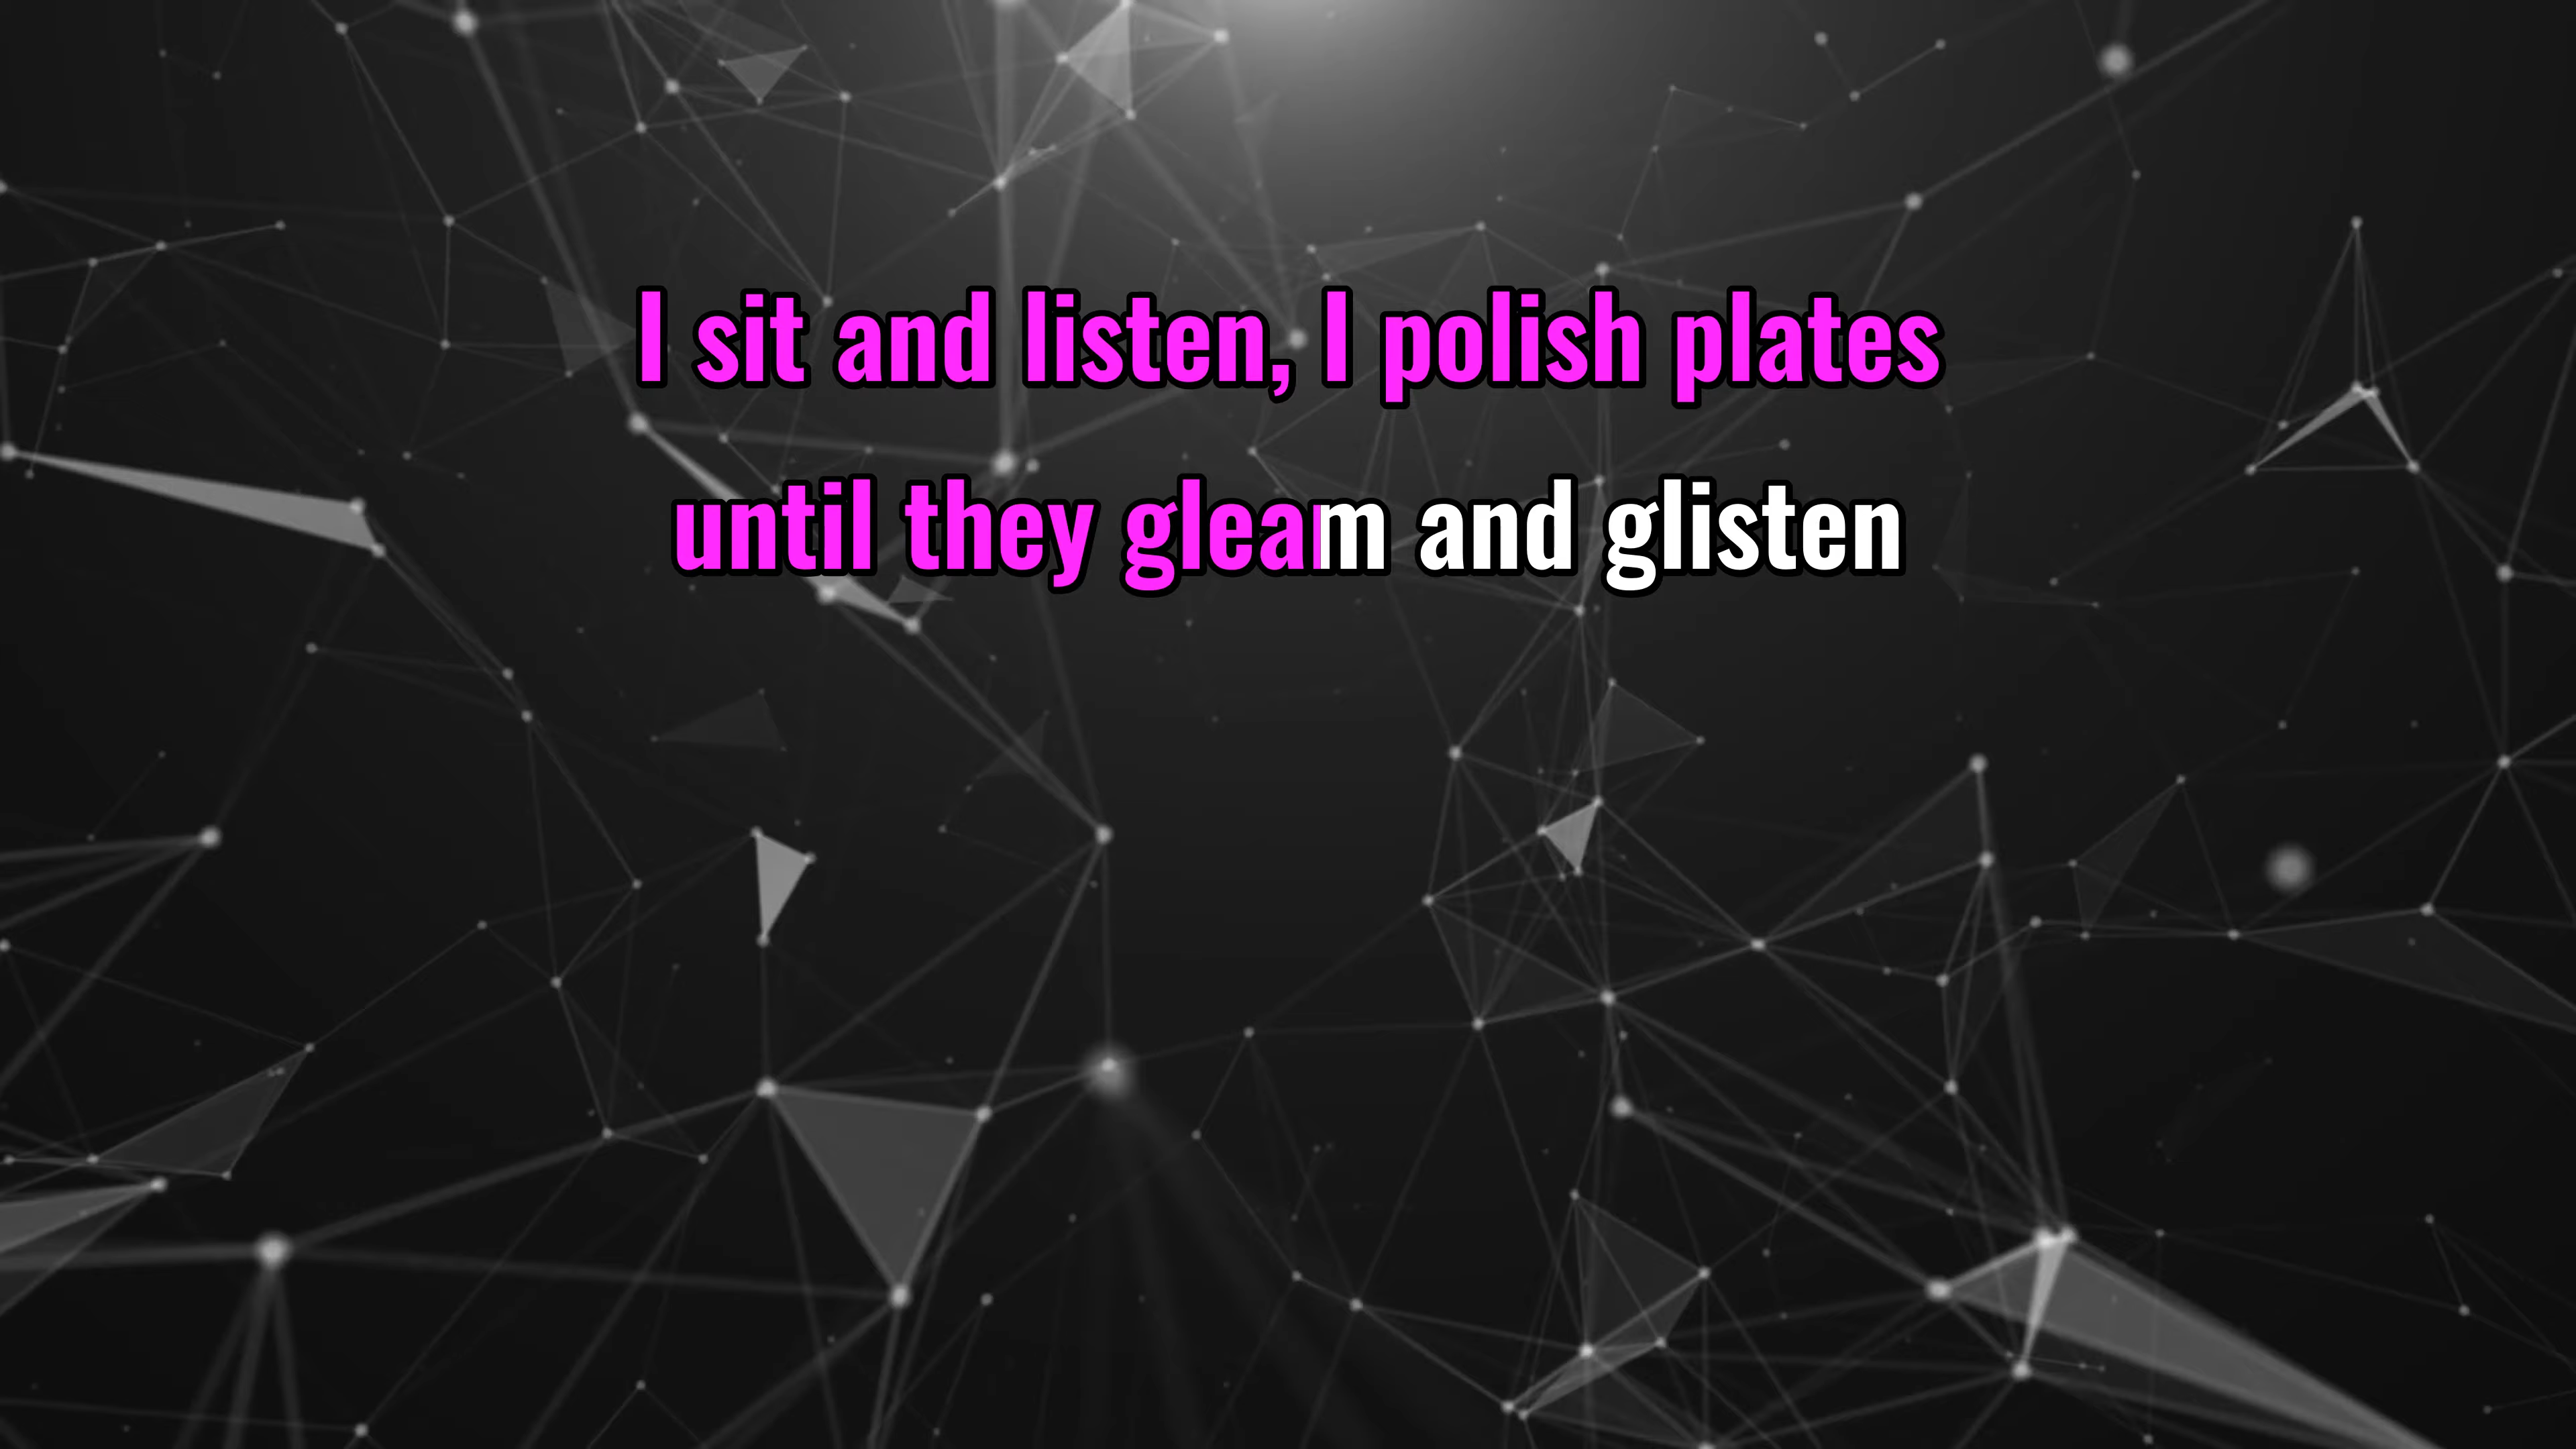 I sit and listen, I polish plates
until they gleam and glisten